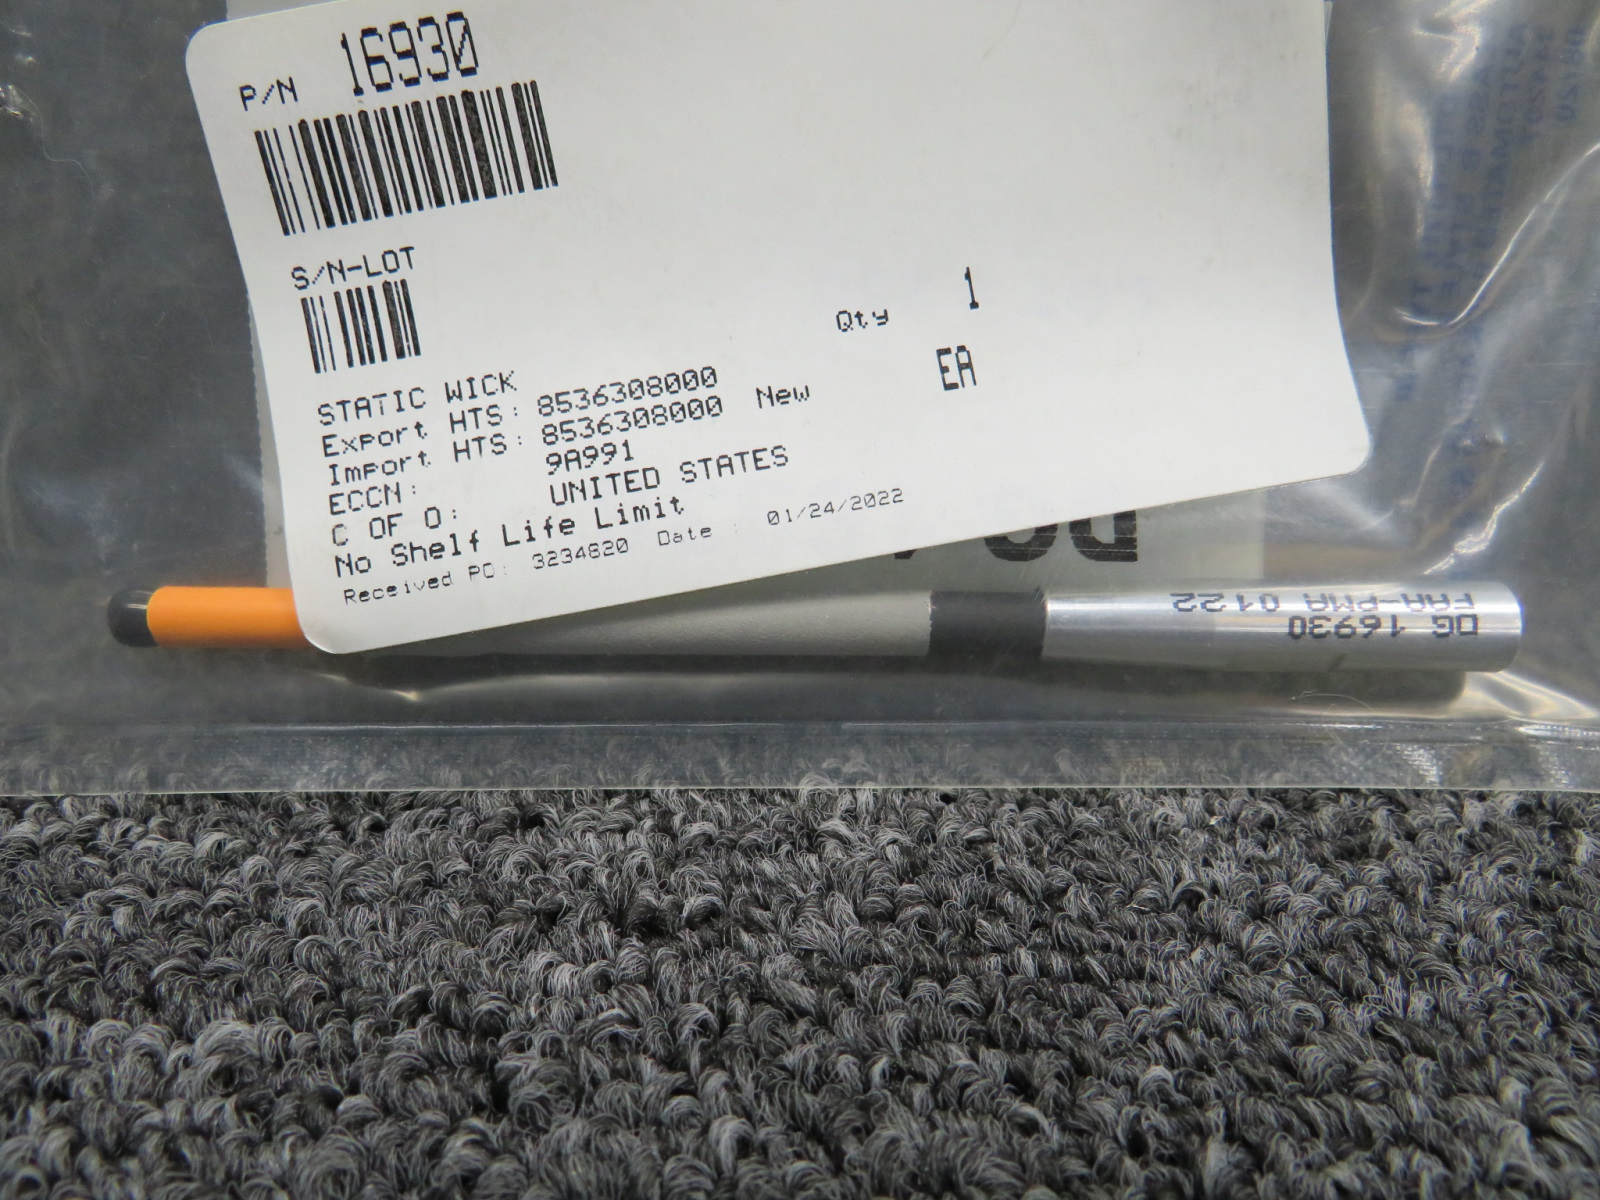 P/N 16930
S/N-LOT
Qty 1
EA
STATIC WICK
Export HTS: 8536308000
Import HTS: 8536308000 New
ECCN: 9A991
C OF O: UNITED STATES
No Shelf Life Limit
Received PO: 3234820 Date : 01/24/2022
DG 16930
FAA-PMA 0122